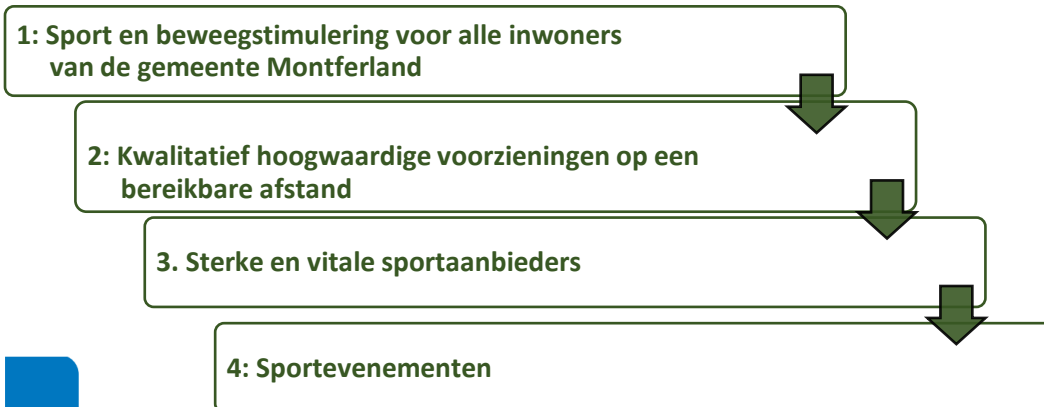 1: Sport en beweegstimulering voor alle inwoners
van de gemeente Montferland
2: Kwalitatief hoogwaardige voorzieningen op een
bereikbare afstand
3. Sterke en vitale sportaanbieders
4: Sportevenementen